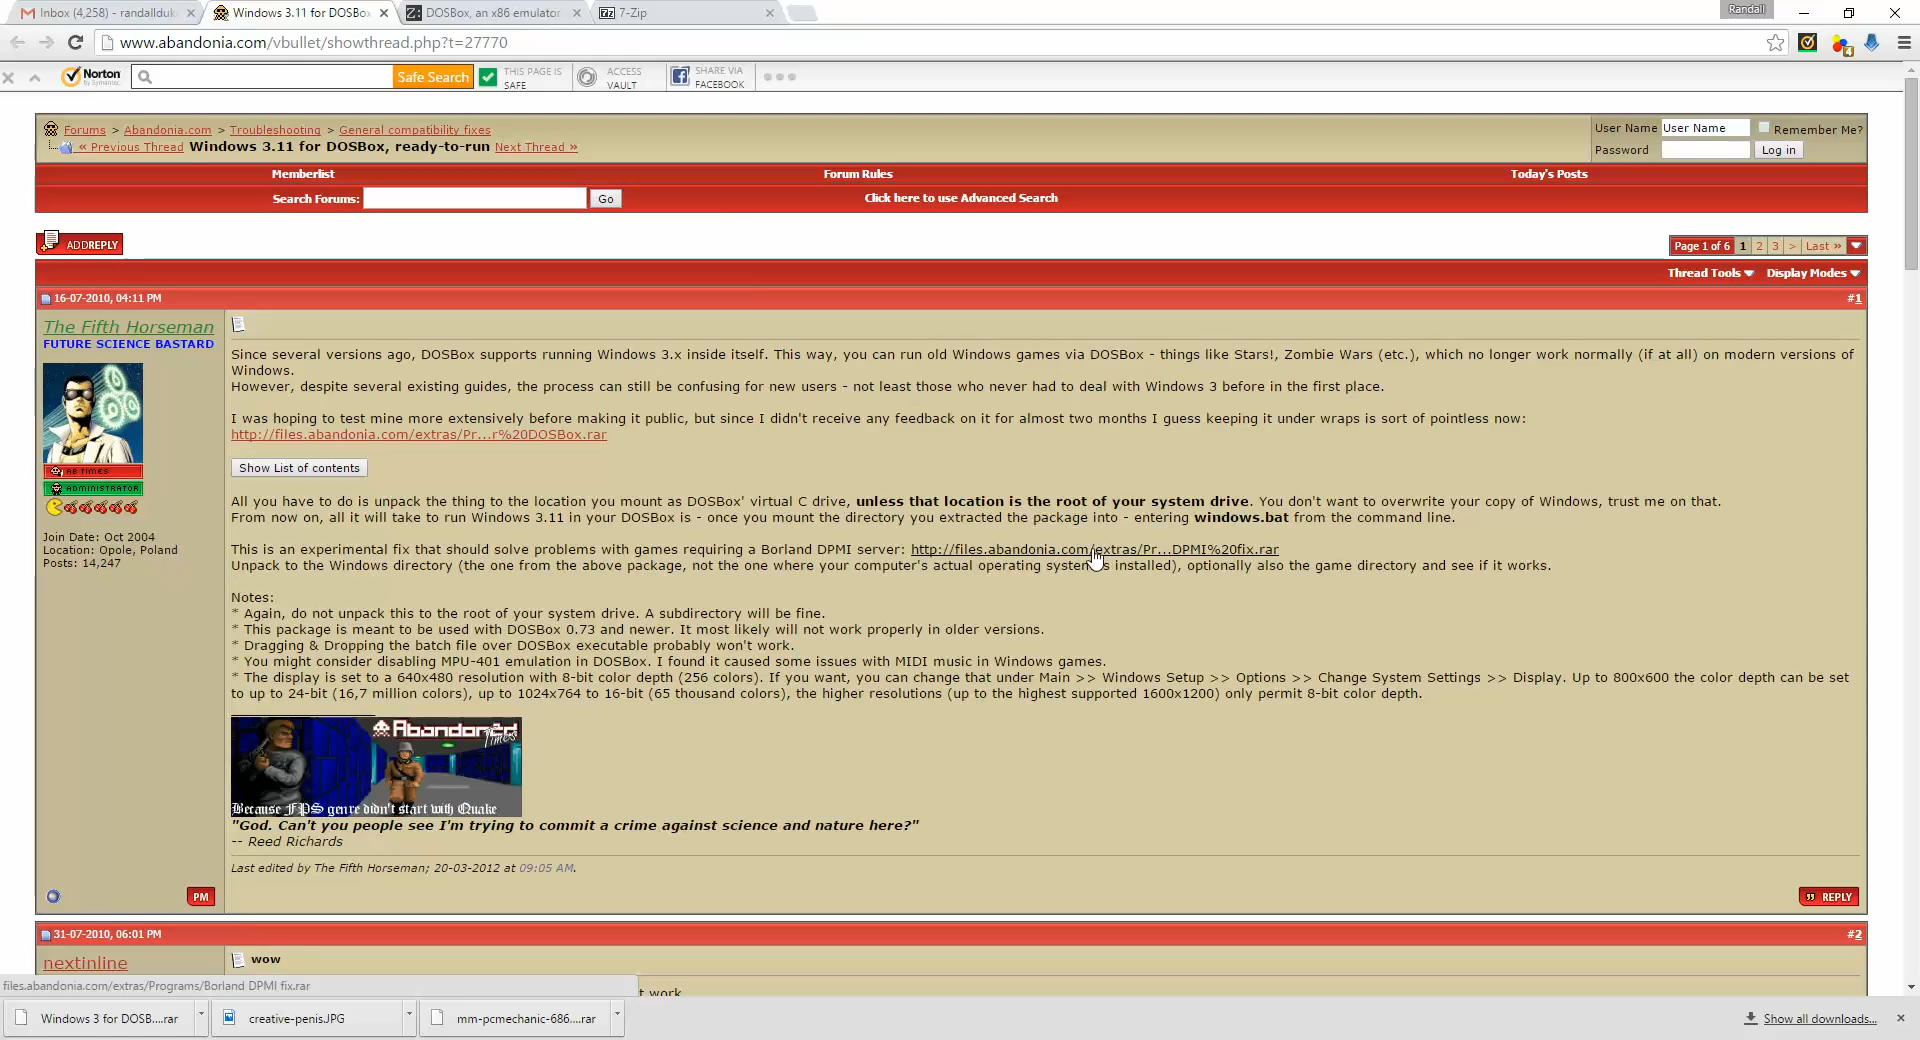 Inbox (4,258) - randallduk
Windows 3.11 for DOSBox
DOSBox, an x86 emulator
7-Zip
Randall
www.abandonia.com/vbullet/showthread.php?t=27770
Norton
by Symantec
Safe Search
THIS PAGE IS
SAFE
ACCESS
VAULT
SHARE VIA
FACEBOOK
Forums > Abandonia.com > Troubleshooting > General compatibility fixes
« Previous Thread Windows 3.11 for DOSBox, ready-to-run Next Thread »
User Name User Name Remember Me?
Password Log in
Memberlist Forum Rules Today's Posts
Search Forums: Go Click here to use Advanced Search
ADDREPLY
Page 1 of 6 1 2 3 > Last »
Thread Tools Display Modes
16-07-2010, 04:11 PM #1
The Fifth Horseman
FUTURE SCIENCE BASTARD
AB TIMES
ADMINISTRATOR
Join Date: Oct 2004
Location: Opole, Poland
Posts: 14,247
Since several versions ago, DOSBox supports running Windows 3.x inside itself. This way, you can run old Windows games via DOSBox - things like Stars!, Zombie Wars (etc.), which no longer work normally (if at all) on modern versions of
Windows.
However, despite several existing guides, the process can still be confusing for new users - not least those who never had to deal with Windows 3 before in the first place.
I was hoping to test mine more extensively before making it public, but since I didn't receive any feedback on it for almost two months I guess keeping it under wraps is sort of pointless now:
http://files.abandonia.com/extras/Pr...r%20DOSBox.rar
Show List of contents
All you have to do is unpack the thing to the location you mount as DOSBox' virtual C drive, unless that location is the root of your system drive. You don't want to overwrite your copy of Windows, trust me on that.
From now on, all it will take to run Windows 3.11 in your DOSBox is - once you mount the directory you extracted the package into - entering windows.bat from the command line.
This is an experimental fix that should solve problems with games requiring a Borland DPMI server: http://files.abandonia.com/extras/Pr...DPMI%20fix.rar
Unpack to the Windows directory (the one from the above package, not the one where your computer's actual operating system is installed), optionally also the game directory and see if it works.
Notes:
* Again, do not unpack this to the root of your system drive. A subdirectory will be fine.
* This package is meant to be used with DOSBox 0.73 and newer. It most likely will not work properly in older versions.
* Dragging & Dropping the batch file over DOSBox executable probably won't work.
* You might consider disabling MPU-401 emulation in DOSBox. I found it caused some issues with MIDI music in Windows games.
* The display is set to a 640x480 resolution with 8-bit color depth (256 colors). If you want, you can change that under Main >> Windows Setup >> Options >> Change System Settings >> Display. Up to 800x600 the color depth can be set
to up to 24-bit (16,7 million colors), up to 1024x764 to 16-bit (65 thousand colors), the higher resolutions (up to the highest supported 1600x1200) only permit 8-bit color depth.
Abandoned
Times
Because FPS genre didn't start with Quake
"God. Can't you people see I'm trying to commit a crime against science and nature here?"
-- Reed Richards
Last edited by The Fifth Horseman; 20-03-2012 at 09:05 AM.
PM
REPLY
31-07-2010, 06:01 PM #2
nextinline
wow
t work
files.abandonia.com/extras/Programs/Borland DPMI fix.rar
Windows 3 for DOSB....rar
creative-penis.JPG
mm-pcmechanic-686....rar
Show all downloads...